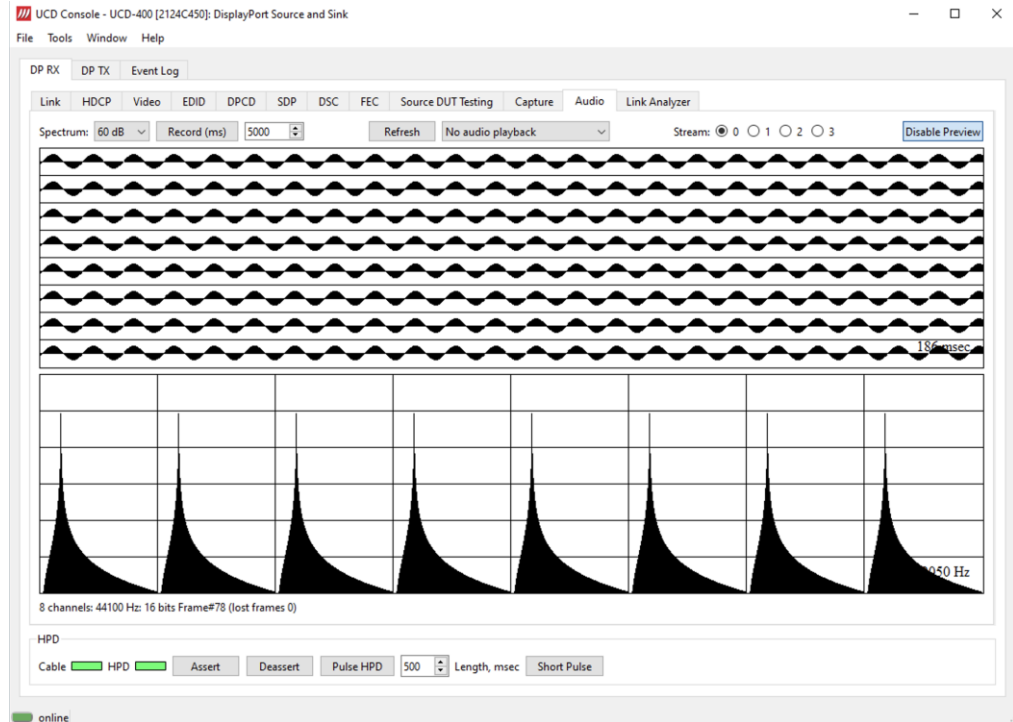 UCD Console - UCD-400 [2124C450]: DisplayPort Source and Sink
File Tools Window Help
DP RX DP TX Event Log
Link HDCP Video EDID DPCD SDP DSC FEC Source DUT Testing Capture Audio Link Analyzer
Spectrum: 60 dB Record (ms) 5000 Refresh No audio playback Stream: 0 1 2 3 Disable Preview
186 msec
Hz
8 channels: 44100 Hz: 16 bits Frame#78 (lost frames 0)
HPD
Cable HPD Assert Deassert Pulse HPD 500 Length, msec Short Pulse
online